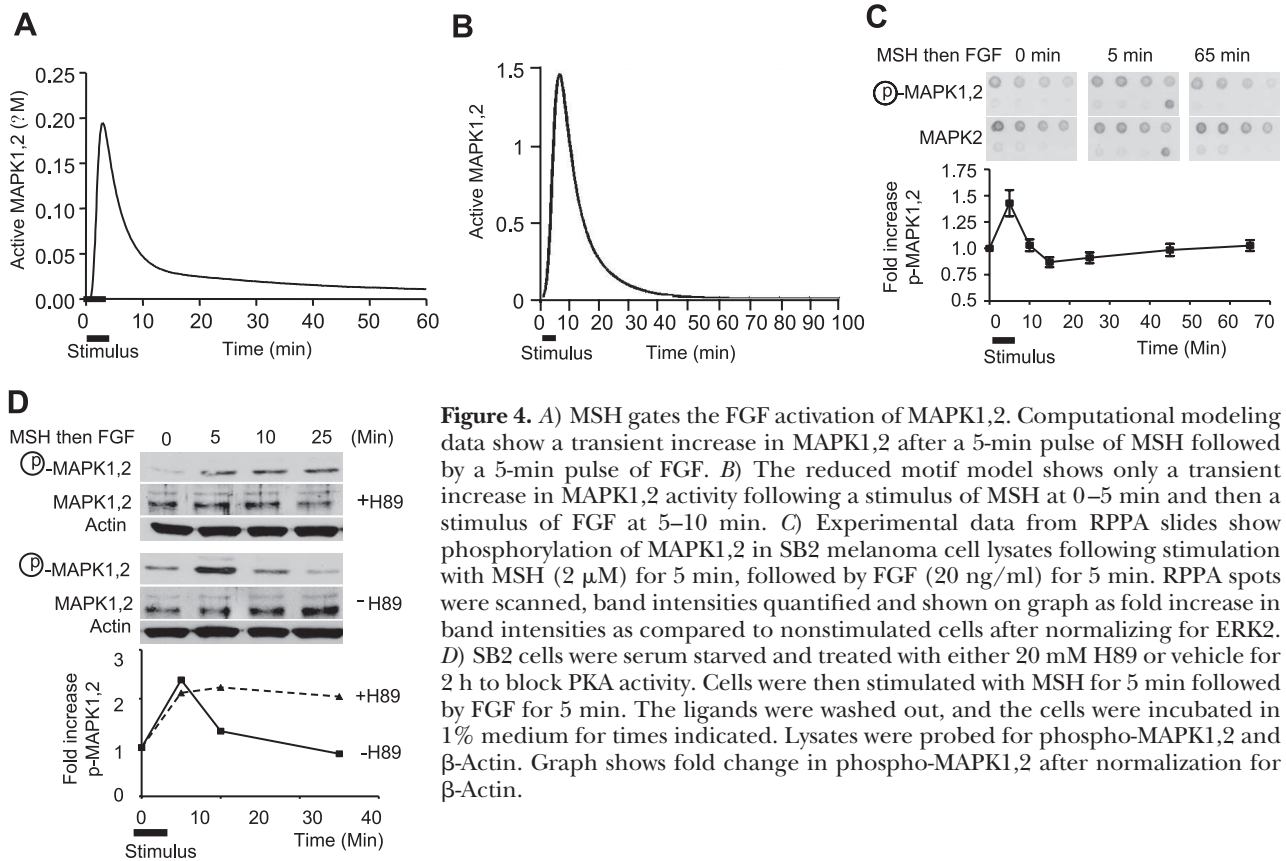 A
Active MAPK1,2 (?M)
0.25
0.20
0.15
0.10
0.05
0.00
0 10 20 30 40 50 60
Stimulus
Time (min)
B
Active MAPK1,2
1.5
1
0.5
0
0 10 20 30 40 50 60 70 80 90 100
Stimulus
Time (min)
C
MSH then FGF 0 min 5 min 65 min
p-MAPK1,2
MAPK2
Fold increase
p-MAPK1,2
1.75
1.5
1.25
1.0
0.75
0.5
0 10 20 30 40 50 60 70
Stimulus
Time (Min)
D
MSH then FGF 0 5 10 25 (Min)
p-MAPK1,2
MAPK1,2
+H89
Actin
p-MAPK1,2
MAPK1,2
-H89
Actin
Fold increase
p-MAPK1,2
3
2
1
0
+H89
-H89
0 10 20 30 40
Time (Min)
Stimulus
Figure 4. A) MSH gates the FGF activation of MAPK1,2. Computational modeling
data show a transient increase in MAPK1,2 after a 5-min pulse of MSH followed
by a 5-min pulse of FGF. B) The reduced motif model shows only a transient
increase in MAPK1,2 activity following a stimulus of MSH at 0–5 min and then a
stimulus of FGF at 5–10 min. C) Experimental data from RPPA slides show
phosphorylation of MAPK1,2 in SB2 melanoma cell lysates following stimulation
with MSH (2 μM) for 5 min, followed by FGF (20 ng/ml) for 5 min. RPPA spots
were scanned, band intensities quantified and shown on graph as fold increase in
band intensities as compared to nonstimulated cells after normalizing for ERK2.
D) SB2 cells were serum starved and treated with either 20 mM H89 or vehicle for
2 h to block PKA activity. Cells were then stimulated with MSH for 5 min followed
by FGF for 5 min. The ligands were washed out, and the cells were incubated in
1% medium for times indicated. Lysates were probed for phospho-MAPK1,2 and
β-Actin. Graph shows fold change in phospho-MAPK1,2 after normalization for
β-Actin.